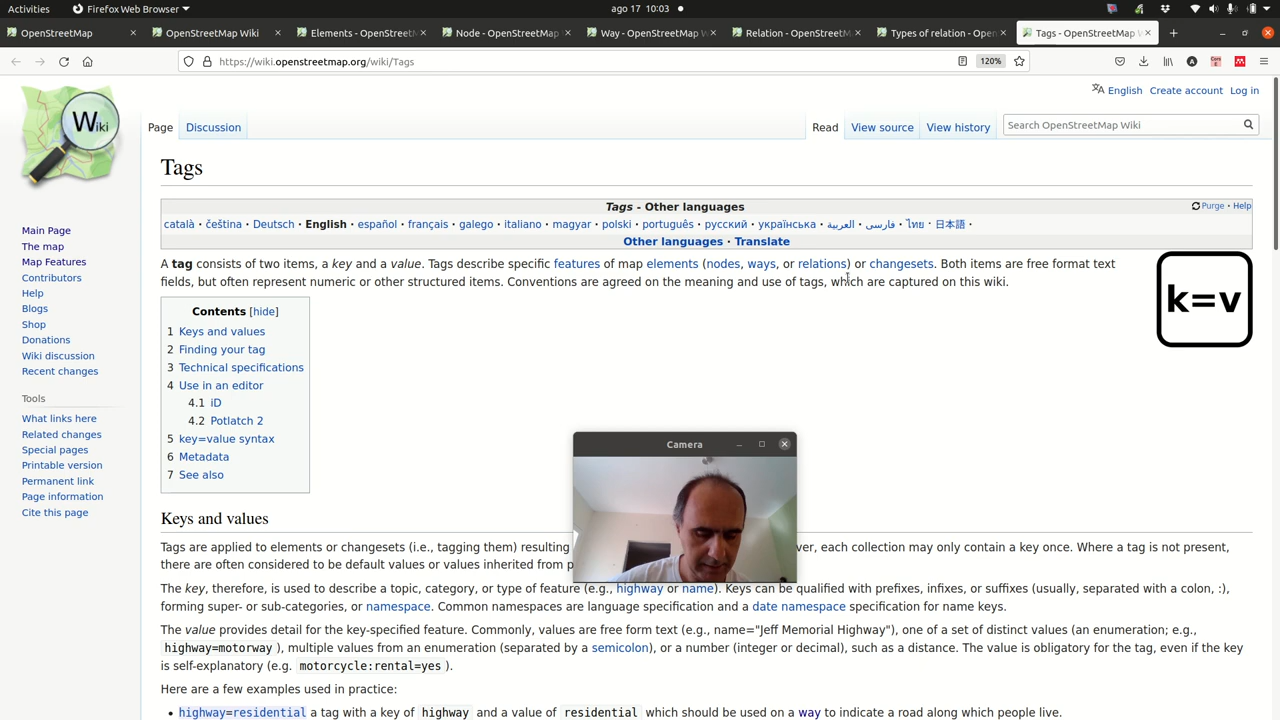 Activities Firefox Web Browser ago 17 10:03
OpenStreetMap OpenStreetMap Wiki Elements - OpenStreetM Node - OpenStreetMap Way - OpenStreetMap W Relation - OpenStreetM Types of relation - Open Tags - OpenStreetMap W
https://wiki.openstreetmap.org/wiki/Tags 120%
English Create account Log in
Page Discussion Read View source View history Search OpenStreetMap Wiki
Wiki
Tags
Tags - Other languages Purge • Help
català • čeština • Deutsch • English • español • français • galego • italiano • magyar • polski • português • русский • українська • العربية • فارسی • ไทย • 日本語 •
Other languages • Translate
A tag consists of two items, a key and a value. Tags describe specific features of map elements (nodes, ways, or relations) or changesets. Both items are free format text
fields, but often represent numeric or other structured items. Conventions are agreed on the meaning and use of tags, which are captured on this wiki.
k=v
Contents [hide]
1 Keys and values
2 Finding your tag
3 Technical specifications
4 Use in an editor
4.1 iD
4.2 Potlatch 2
5 key=value syntax
6 Metadata
7 See also
Main Page
The map
Map Features
Contributors
Help
Blogs
Shop
Donations
Wiki discussion
Recent changes
Tools
What links here
Related changes
Special pages
Printable version
Permanent link
Page information
Cite this page
Camera
Keys and values
Tags are applied to elements or changesets (i.e., tagging them) resulting ver, each collection may only contain a key once. Where a tag is not present,
there are often considered to be default values or values inherited from p
The key, therefore, is used to describe a topic, category, or type of feature (e.g., highway or name). Keys can be qualified with prefixes, infixes, or suffixes (usually, separated with a colon, :),
forming super- or sub-categories, or namespace. Common namespaces are language specification and a date namespace specification for name keys.
The value provides detail for the key-specified feature. Commonly, values are free form text (e.g., name="Jeff Memorial Highway"), one of a set of distinct values (an enumeration; e.g.,
highway=motorway), multiple values from an enumeration (separated by a semicolon), or a number (integer or decimal), such as a distance. The value is obligatory for the tag, even if the key
is self-explanatory (e.g. motorcycle:rental=yes).
Here are a few examples used in practice:
• highway=residential a tag with a key of highway and a value of residential which should be used on a way to indicate a road along which people live.